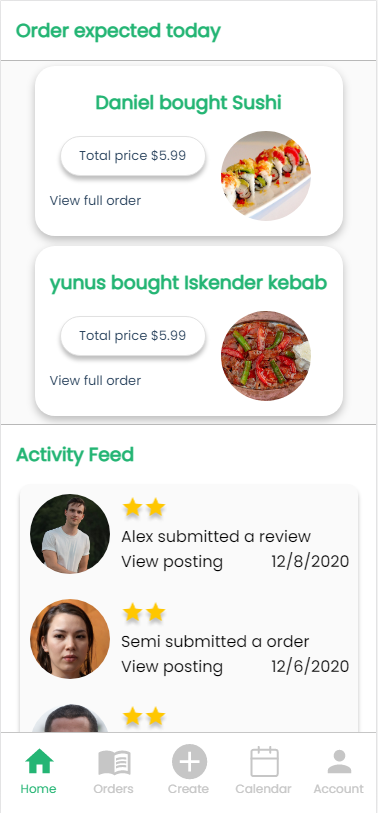 Order expected today
Daniel bought Sushi
Total price $5.99
View full order
yunus bought Iskender kebab
Total price $5.99
View full order
Activity Feed
Alex submitted a review
View posting 12/8/2020
Semi submitted a order
View posting 12/6/2020
Home Orders Create Calendar Account